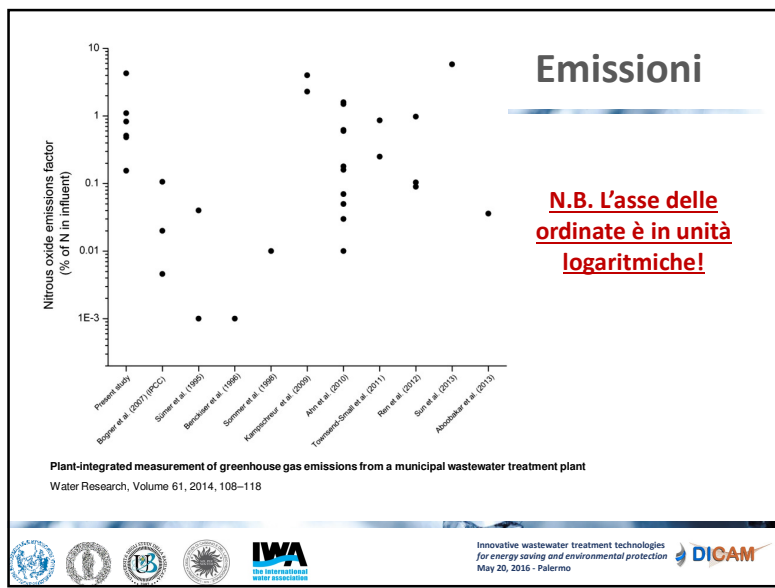 Emissioni
N.B. L'asse delle
ordinate è in unità
logaritmiche!
Nitrous oxide emissions factor
(% of N in influent)
10
1
0.1
0.01
1E-3
Present study
Bogner et al. (2007) (IPCC)
Sümer et al. (1995)
Benckiser et al. (1996)
Sommer et al. (1998)
Kampschreur et al. (2009)
Ahn et al. (2010)
Townsend-Small et al. (2011)
Ren et al. (2012)
Sun et al. (2013)
Aboobakar et al. (2013)
Plant-integrated measurement of greenhouse gas emissions from a municipal wastewater treatment plant
Water Research, Volume 61, 2014, 108–118
UB
IWA
the international
water association
Innovative wastewater treatment technologies
for energy saving and environmental protection
May 20, 2016 - Palermo
DICAM